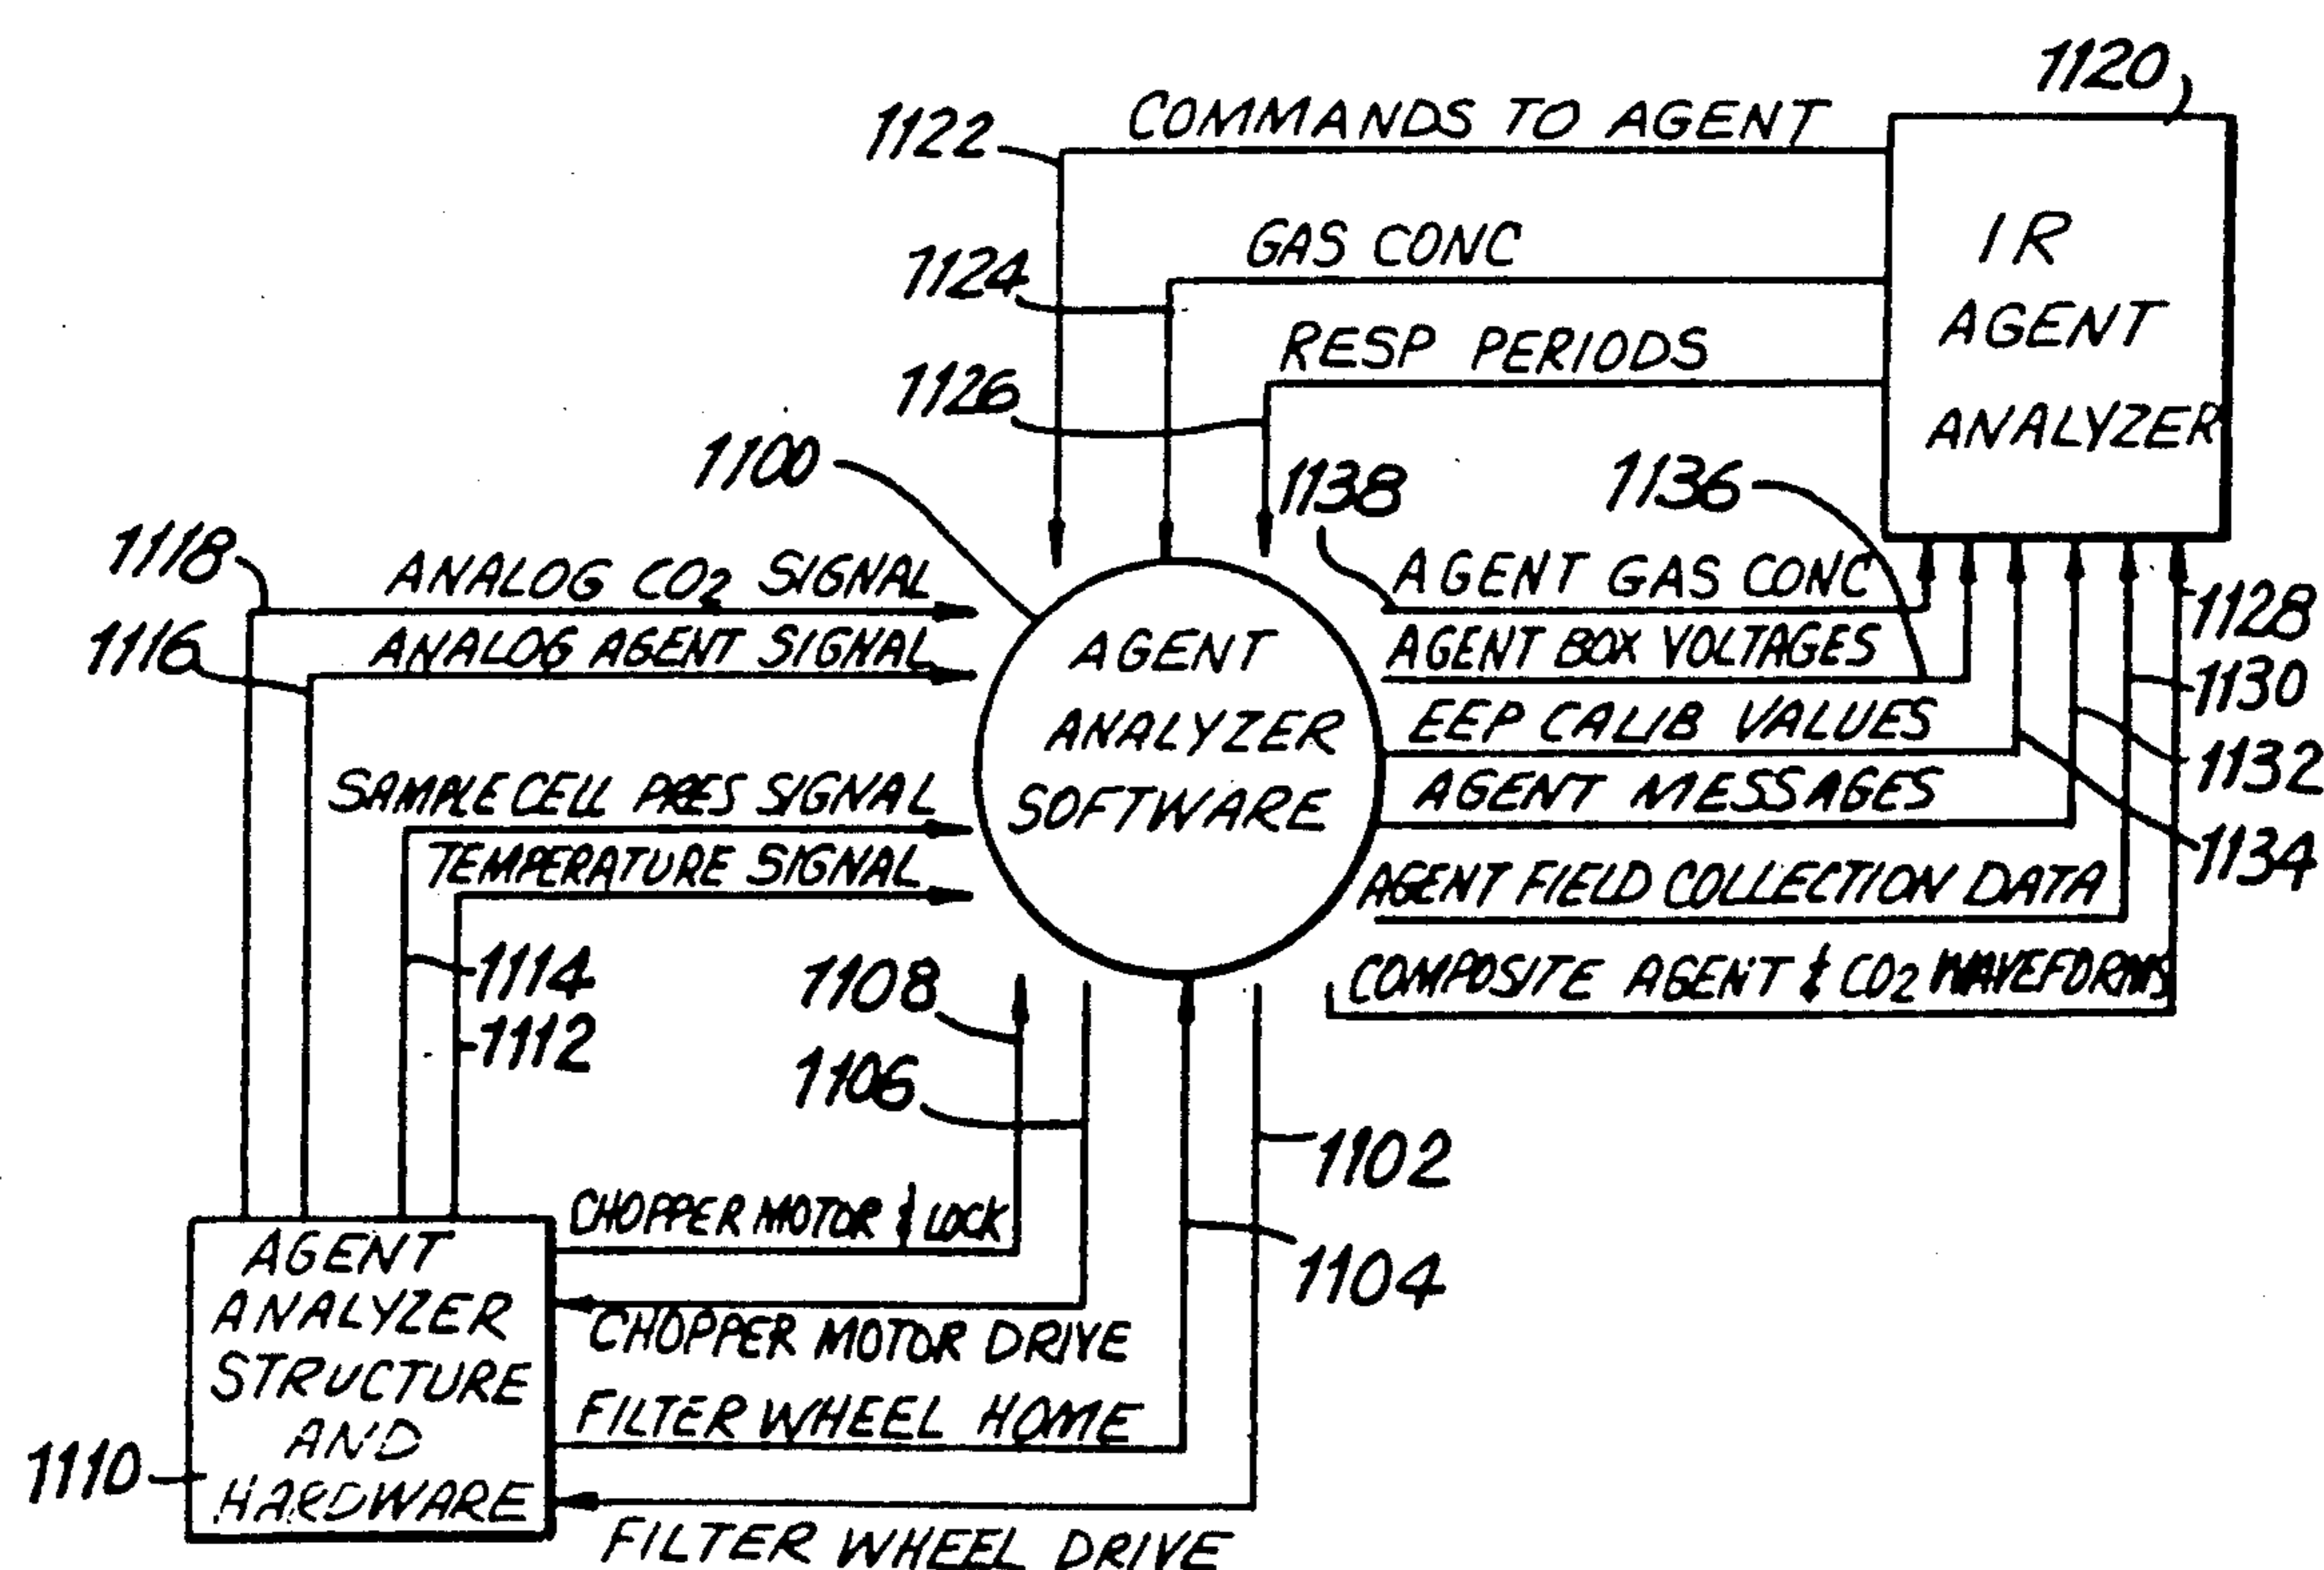 1120
1122
COMMANDS TO AGENT
IR
AGENT
ANALYZER
1124
GAS CONC
1126
RESP PERIODS
1100
1138
1136
1118
ANALOG CO2 SIGNAL
AGENT GAS CONC
1128
1116
ANALOG AGENT SIGNAL
AGENT BOX VOLTAGES
1130
AGENT
ANALYZER
SOFTWARE
EEP CALIB VALUES
1132
SAMPLE CELL PRES SIGNAL
AGENT MESSAGES
1134
TEMPERATURE SIGNAL
AGENT FIELD COLLECTION DATA
1114
1108
COMPOSITE AGENT & CO2 WAVEFORMS
1112
1106
1102
CHOPPER MOTOR & LOCK
1104
AGENT
ANALYZER
STRUCTURE
AND
HARDWARE
CHOPPER MOTOR DRIVE
FILTER WHEEL HOME
1110
FILTER WHEEL DRIVE